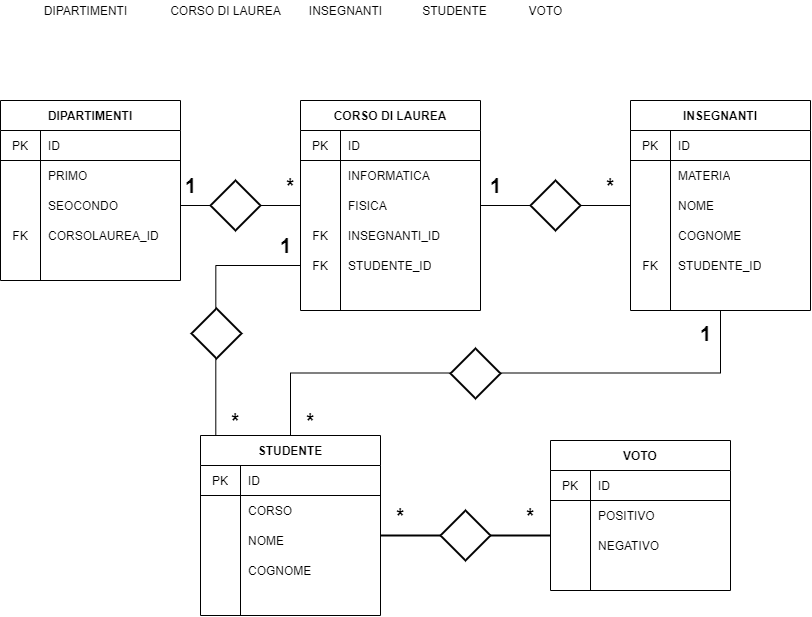 DIPARTIMENTI CORSO DI LAUREA INSEGNANTI STUDENTE VOTO
DIPARTIMENTI
PK ID
PRIMO
SEOCONDO
FK CORSOLAUREA_ID
1 *
CORSO DI LAUREA
PK ID
INFORMATICA
FISICA
FK INSEGNANTI_ID
FK STUDENTE_ID
1 *
INSEGNANTI
PK ID
MATERIA
NOME
COGNOME
FK STUDENTE_ID
1
*
1
*
STUDENTE
PK ID
CORSO
NOME
COGNOME
* *
VOTO
PK ID
POSITIVO
NEGATIVO